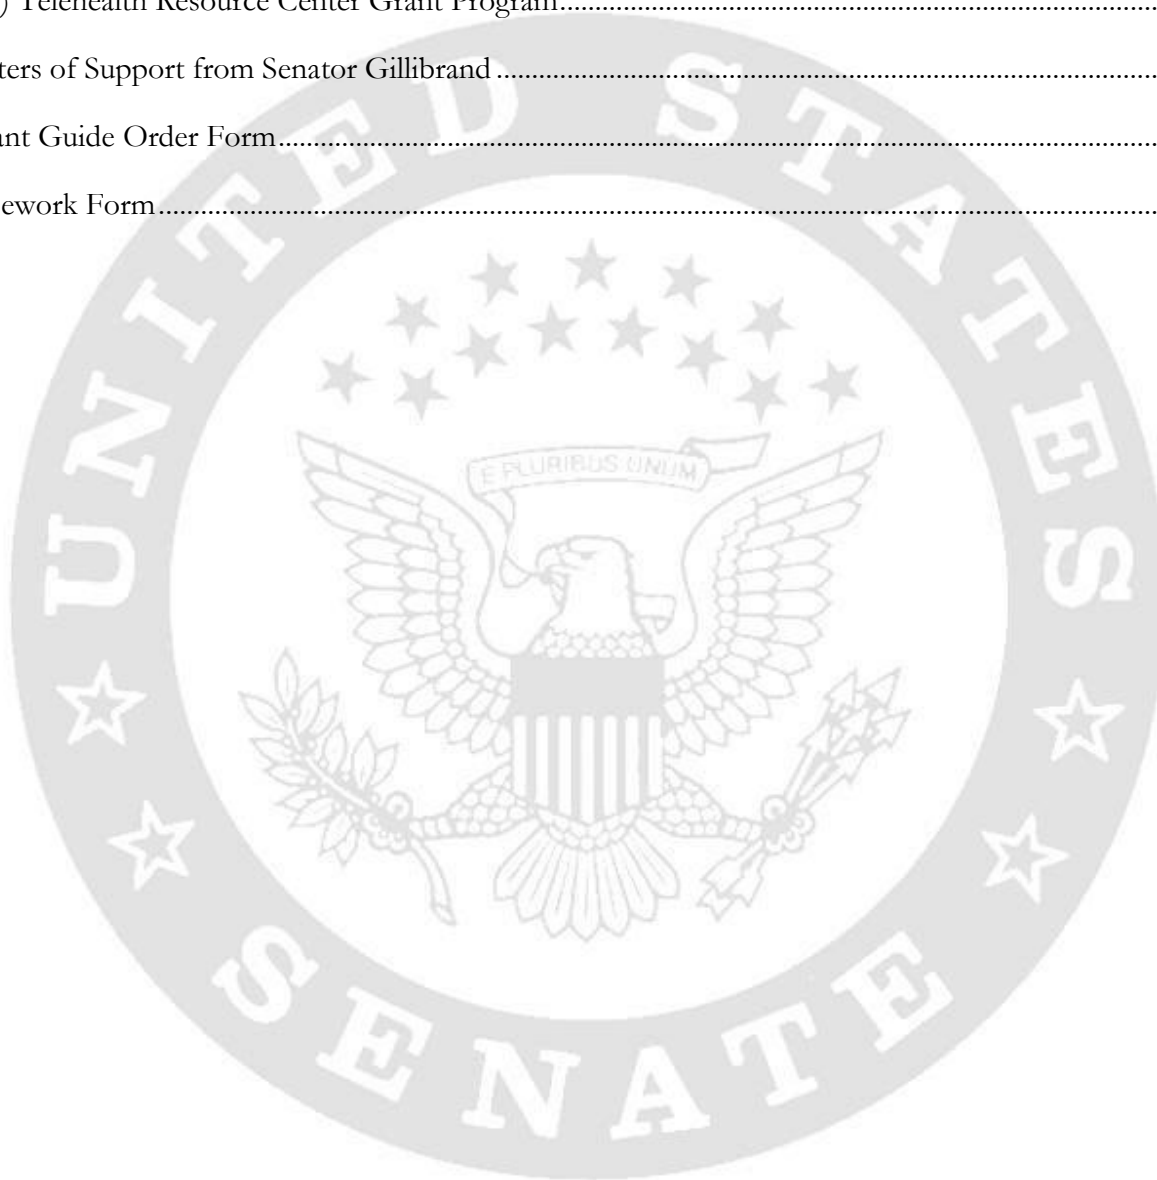 ) Telehealth Resource Center Grant Program..........................................................................................
ters of Support from Senator Gillibrand ...................................................................................................
ant Guide Order Form...................................................................................................................................
ework Form.....................................................................................................................................................
UNITED STATES
E PLURIBUS UNUM
SENATE